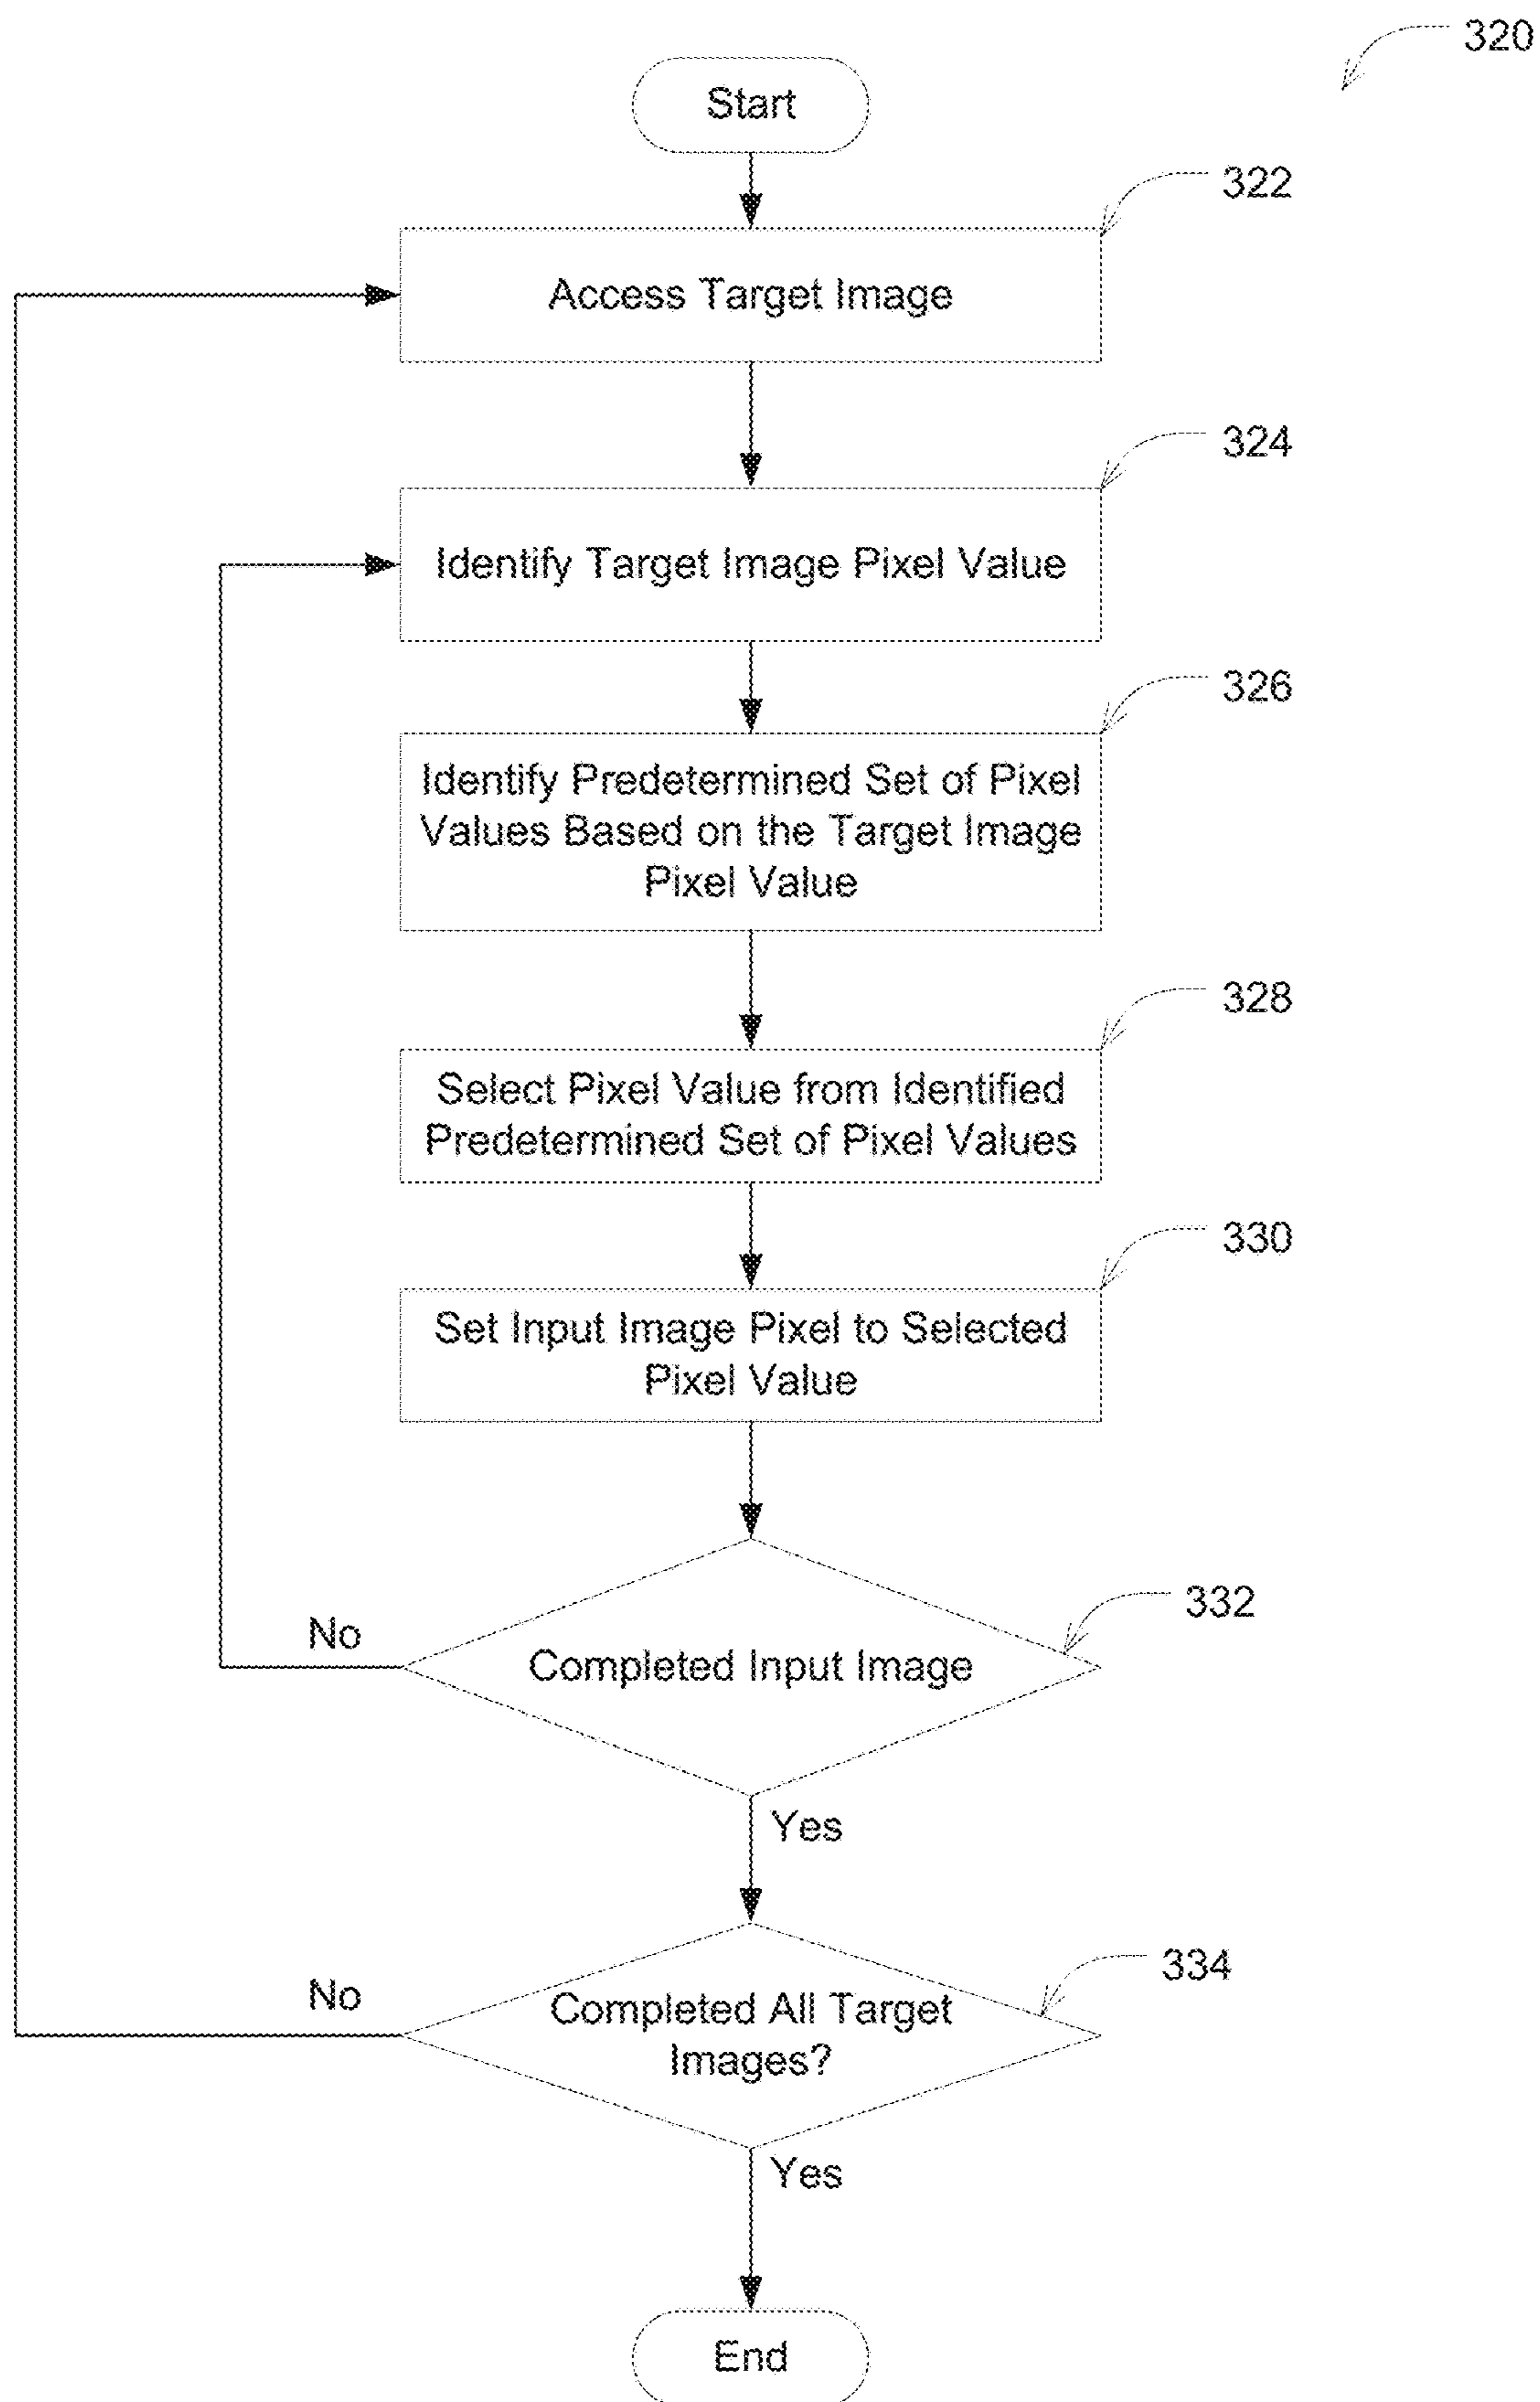 320
Start
322
Access Target Image
324
Identify Target Image Pixel Value
326
Identify Predetermined Set of Pixel
Values Based on the Target Image
Pixel Value
328
Select Pixel Value from Identified
Predetermined Set of Pixel Values
330
Set Input Image Pixel to Selected
Pixel Value
332
No
Completed Input Image
Yes
334
No
Completed All Target
Images?
Yes
End